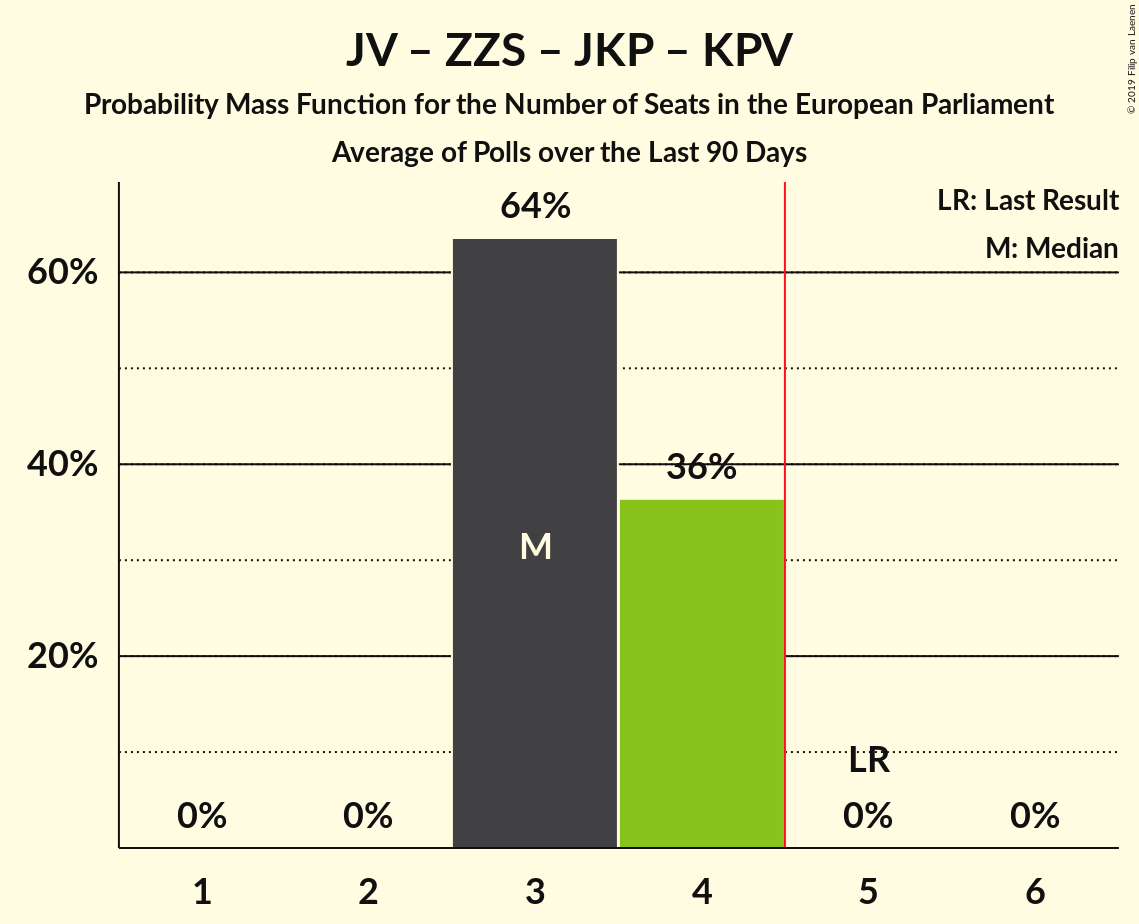 JV – ZZS – JKP – KPV
Probability Mass Function for the Number of Seats in the European Parliament
Average of Polls over the Last 90 Days
© 2019 Filip van Laenen
LR: Last Result
M: Median
64%
60%
40%
36%
M
20%
LR
0%
0%
0%
0%
1
2
3
4
5
6